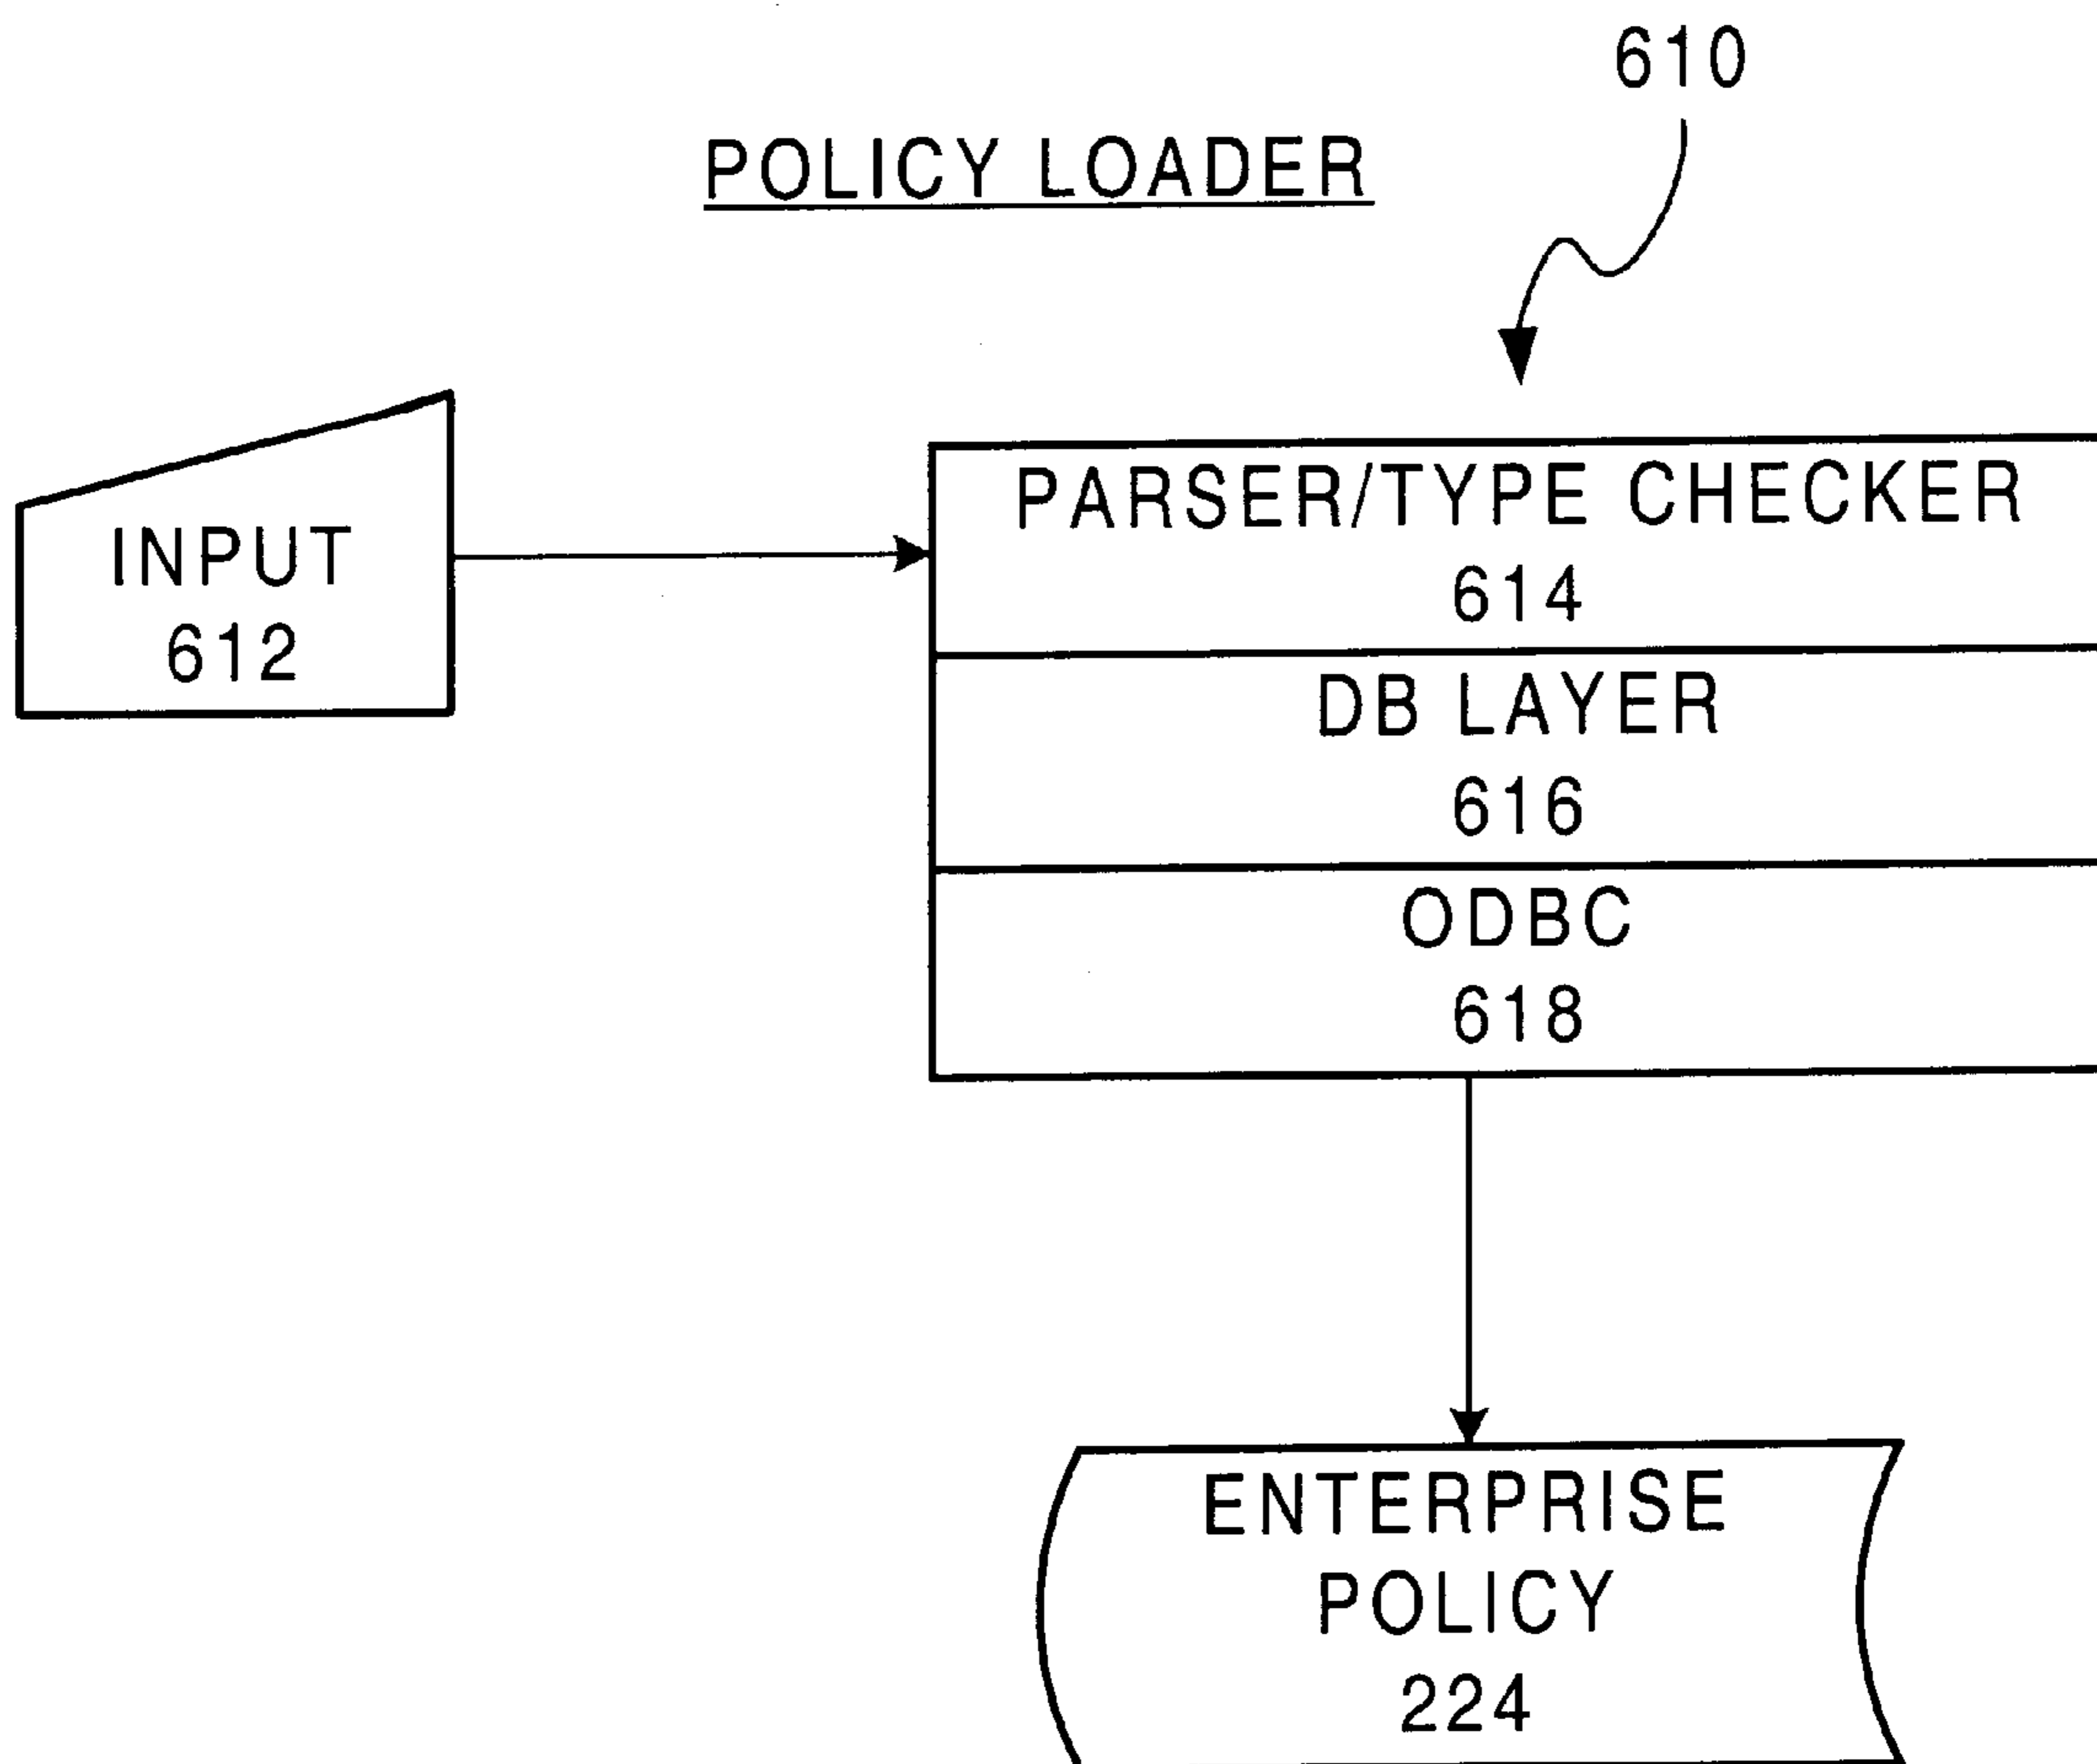 610
POLICY LOADER
INPUT
612
PARSER/TYPE CHECKER
614
DB LAYER
616
ODBC
618
ENTERPRISE
POLICY
224